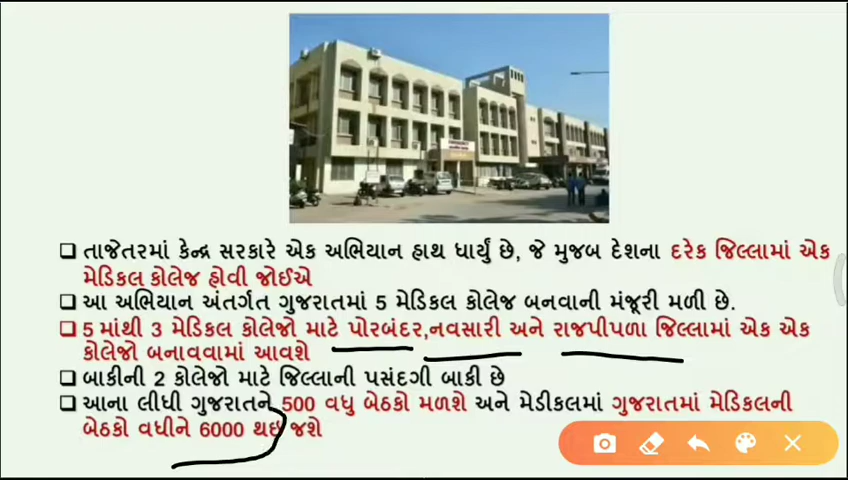 ❑ તાજેતરમાં કેન્દ્ર સરકારે એક અભિયાન હાથ ધાર્યું છે, જે મુજબ દેશના દરેક જિલ્લામાં એક
મેડિકલ કોલેજ હોવી જોઈએ
❑ આ અભિયાન અંતર્ગત ગુજરાતમાં 5 મેડિકલ કોલેજ બનવાની મંજૂરી મળી છે.
❑ 5 માંથી 3 મેડિકલ કોલેજો માટે પોરબંદર,નવસારી અને રાજપીપળા જિલ્લામાં એક એક
કોલેજો બનાવવામાં આવશે
❑ બાકીની 2 કોલેજો માટે જિલ્લાની પસંદગી બાકી છે
❑ આના લીધી ગુજરાતને 500 વધુ બેઠકો મળશે અને મેડીકલમાં ગુજરાતમાં મેડિકલની
બેઠકો વધીને 6000 થઇ જશે